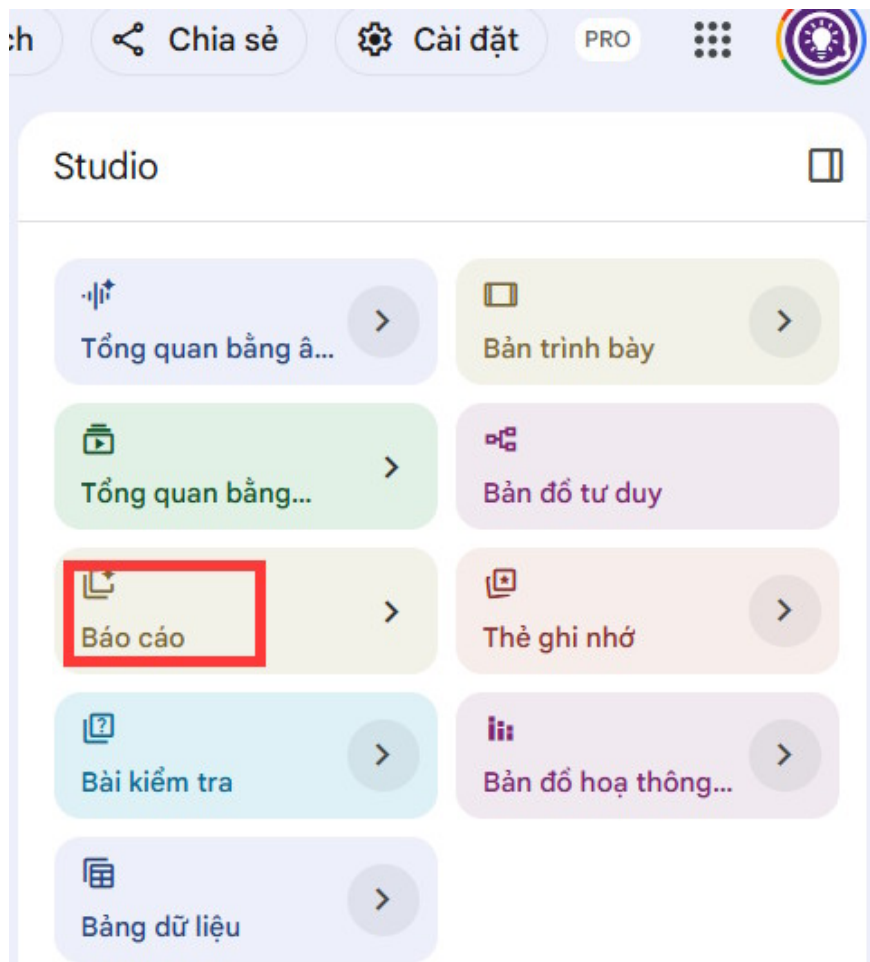 ch
Chia sẻ
Cài đặt
PRO
Studio
Tổng quan bằng â...
Bản trình bày
Tổng quan bằng...
Bản đồ tư duy
Báo cáo
Thẻ ghi nhớ
Bài kiểm tra
Bản đồ hoạ thông...
Bảng dữ liệu